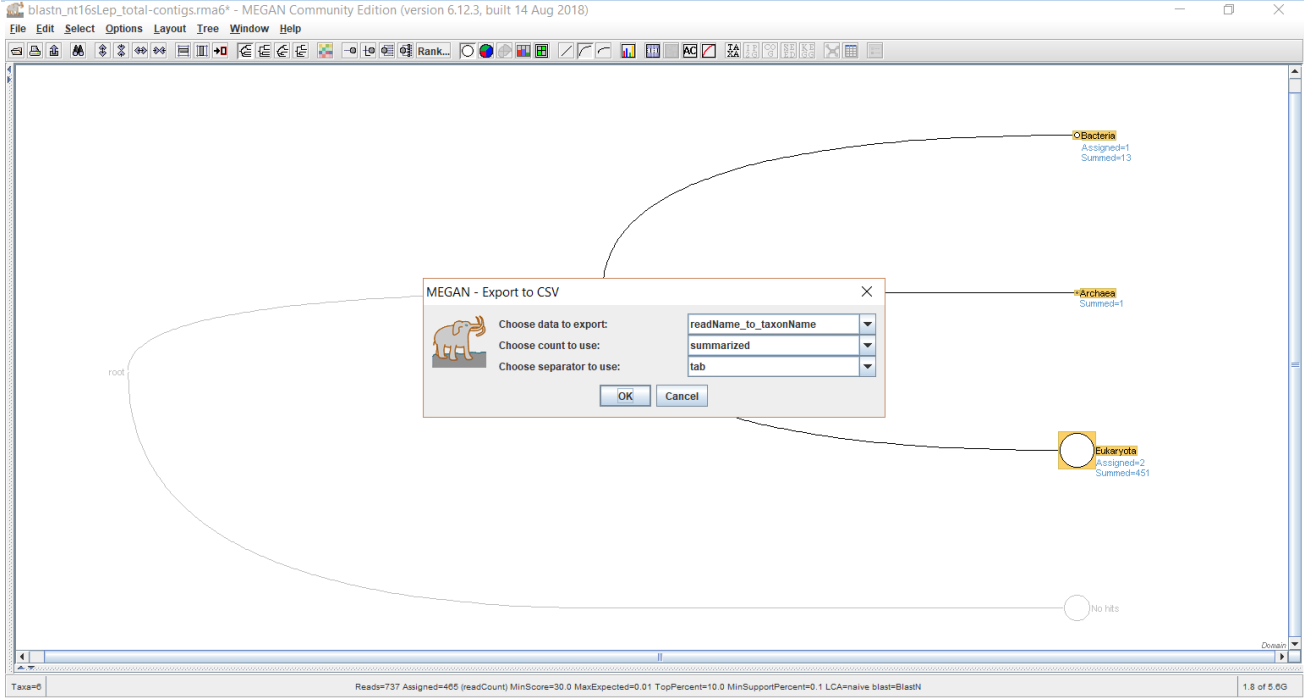 blastn_nt16sLep_total-contigs.rma6* - MEGAN Community Edition (version 6.12.3, built 14 Aug 2018)
File Edit Select Options Layout Tree Window Help
Rank...
AC
Bacteria
Assigned=1
Summed=13
MEGAN - Export to CSV
Choose data to export: readName_to_taxonName
Choose count to use: summarized
Choose separator to use: tab
OK Cancel
Archaea
Summed=1
root
Eukaryota
Assigned=2
Summed=451
No hits
Domain
Taxa=6 Reads=737 Assigned=465 (readCount) MinScore=30.0 MaxExpected=0.01 TopPercent=10.0 MinSupportPercent=0.1 LCA=naive blast=BlastN 1.8 of 5.6G